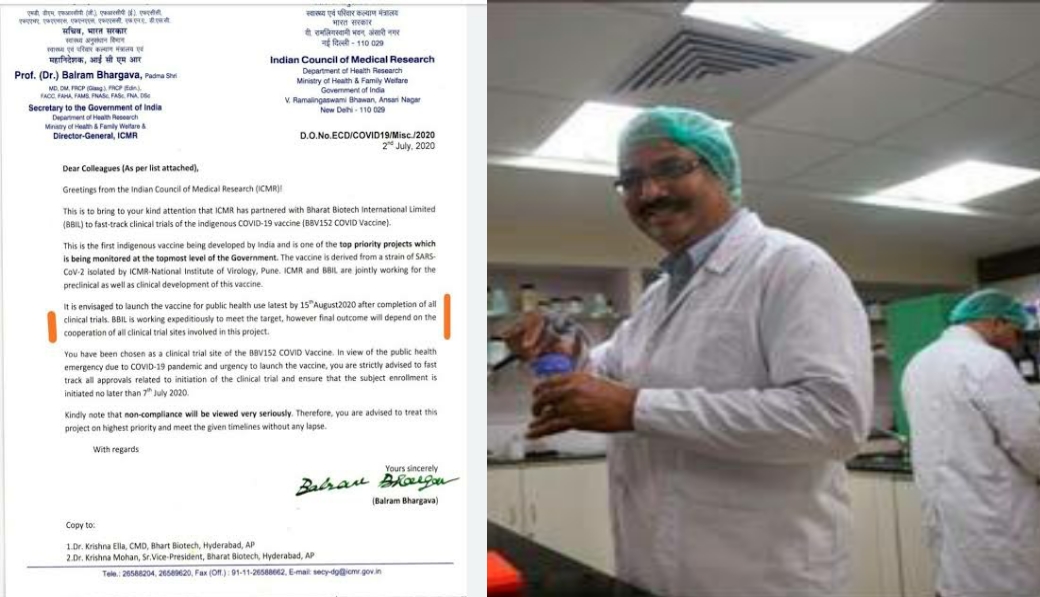 एमबी, डीएम, एफआरसीपी (जी.), एफआरसीपी (ई.), एफएसीसी,
सचिव, भारत सरकार
स्वास्थ्य अनुसंधान विभाग
स्वास्थ्य एवं परिवार कल्याण मंत्रालय एवं
महानिदेशक, आई सी एम आर
Prof. (Dr.) Balram Bhargava, Padma Shri
MD, DM, FRCP (Glasg.), FRCP (Edin.),
FACC, FAHA, FAMS, FNASc, FASc, FNA, DSc
Secretary to the Government of India
Department of Health Research
Ministry of Health & Family Welfare &
Director-General, ICMR
स्वास्थ्य एवं परिवार कल्याण मंत्रालय
भारत सरकार
वी. रामलिंगस्वामी भवन, अंसारी नगर
नई दिल्ली - 110 029
Indian Council of Medical Research
Department of Health Research
Ministry of Health & Family Welfare
Government of India
V. Ramalingaswami Bhawan, Ansari Nagar
New Delhi - 110 029
D.O.No.ECD/COVID19/Misc./2020
2nd July, 2020
Dear Colleagues (As per list attached),
Greetings from the Indian Council of Medical Research (ICMR)!
This is to bring to your kind attention that ICMR has partnered with Bharat Biotech International Limited
(BBIL) to fast-track clinical trials of the indigenous COVID-19 vaccine (BBV152 COVID Vaccine).
This is the first indigenous vaccine being developed by India and is one of the top priority projects which
is being monitored at the topmost level of the Government. The vaccine is derived from a strain of SARS-
CoV-2 isolated by ICMR-National Institute of Virology, Pune. ICMR and BBIL are jointly working for the
preclinical as well as clinical development of this vaccine.
It is envisaged to launch the vaccine for public health use latest by 15thAugust2020 after completion of all
clinical trials. BBIL is working expeditiously to meet the target, however final outcome will depend on the
cooperation of all clinical trial sites involved in this project.
You have been chosen as a clinical trial site of the BBV152 COVID Vaccine. In view of the public health
emergency due to COVID-19 pandemic and urgency to launch the vaccine, you are strictly advised to fast
track all approvals related to initiation of the clinical trial and ensure that the subject enrollment is
initiated no later than 7th July 2020.
Kindly note that non-compliance will be viewed very seriously. Therefore, you are advised to treat this
project on highest priority and meet the given timelines without any lapse.
With regards
Yours sincerely
Balram Bhargava
(Balram Bhargava)
Copy to:
1.Dr. Krishna Ella, CMD, Bhart Biotech, Hyderabad, AP
2.Dr. Krishna Mohan, Sr.Vice-President, Bharat Biotech, Hyderabad, AP
Tele.: 26588204, 26589620, Fax (Off.) : 91-11-26588662, E-mail: secy-dg@icmr.gov.in